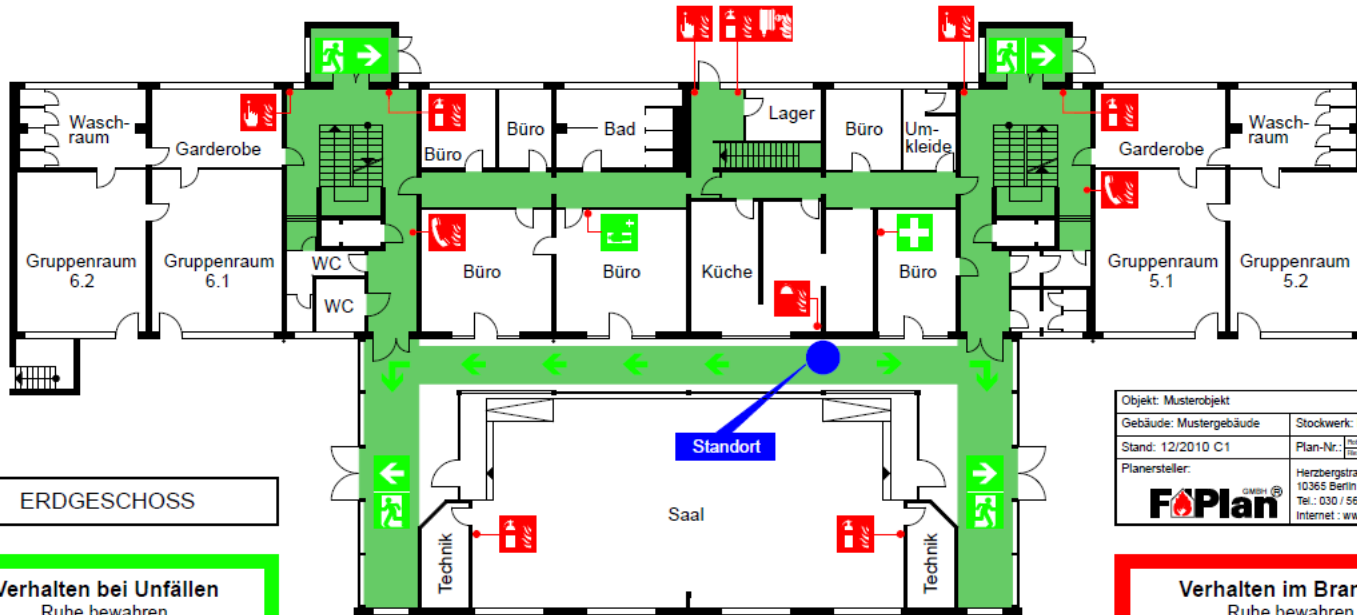 Wasch-
raum
Garderobe
Büro
Büro
Bad
Lager
Büro
Um-
kleide
Garderobe
Wasch-
raum
Gruppenraum
6.2
Gruppenraum
6.1
WC
WC
Büro
Büro
Küche
Büro
Gruppenraum
5.1
Gruppenraum
5.2
Standort
Saal
Technik
Technik
ERDGESCHOSS
Objekt: Musterobjekt
Gebäude: Mustergebäude
Stockwerk:
Stand: 12/2010 C1
Plan-Nr.:
Planersteller:
FöPlan GMBH ®
Herzbergstra
10365 Berlin
Tel.: 030 / 56
Internet : ww
Verhalten bei Unfällen
Ruhe bewahren
Verhalten im Bran
Ruhe bewahren